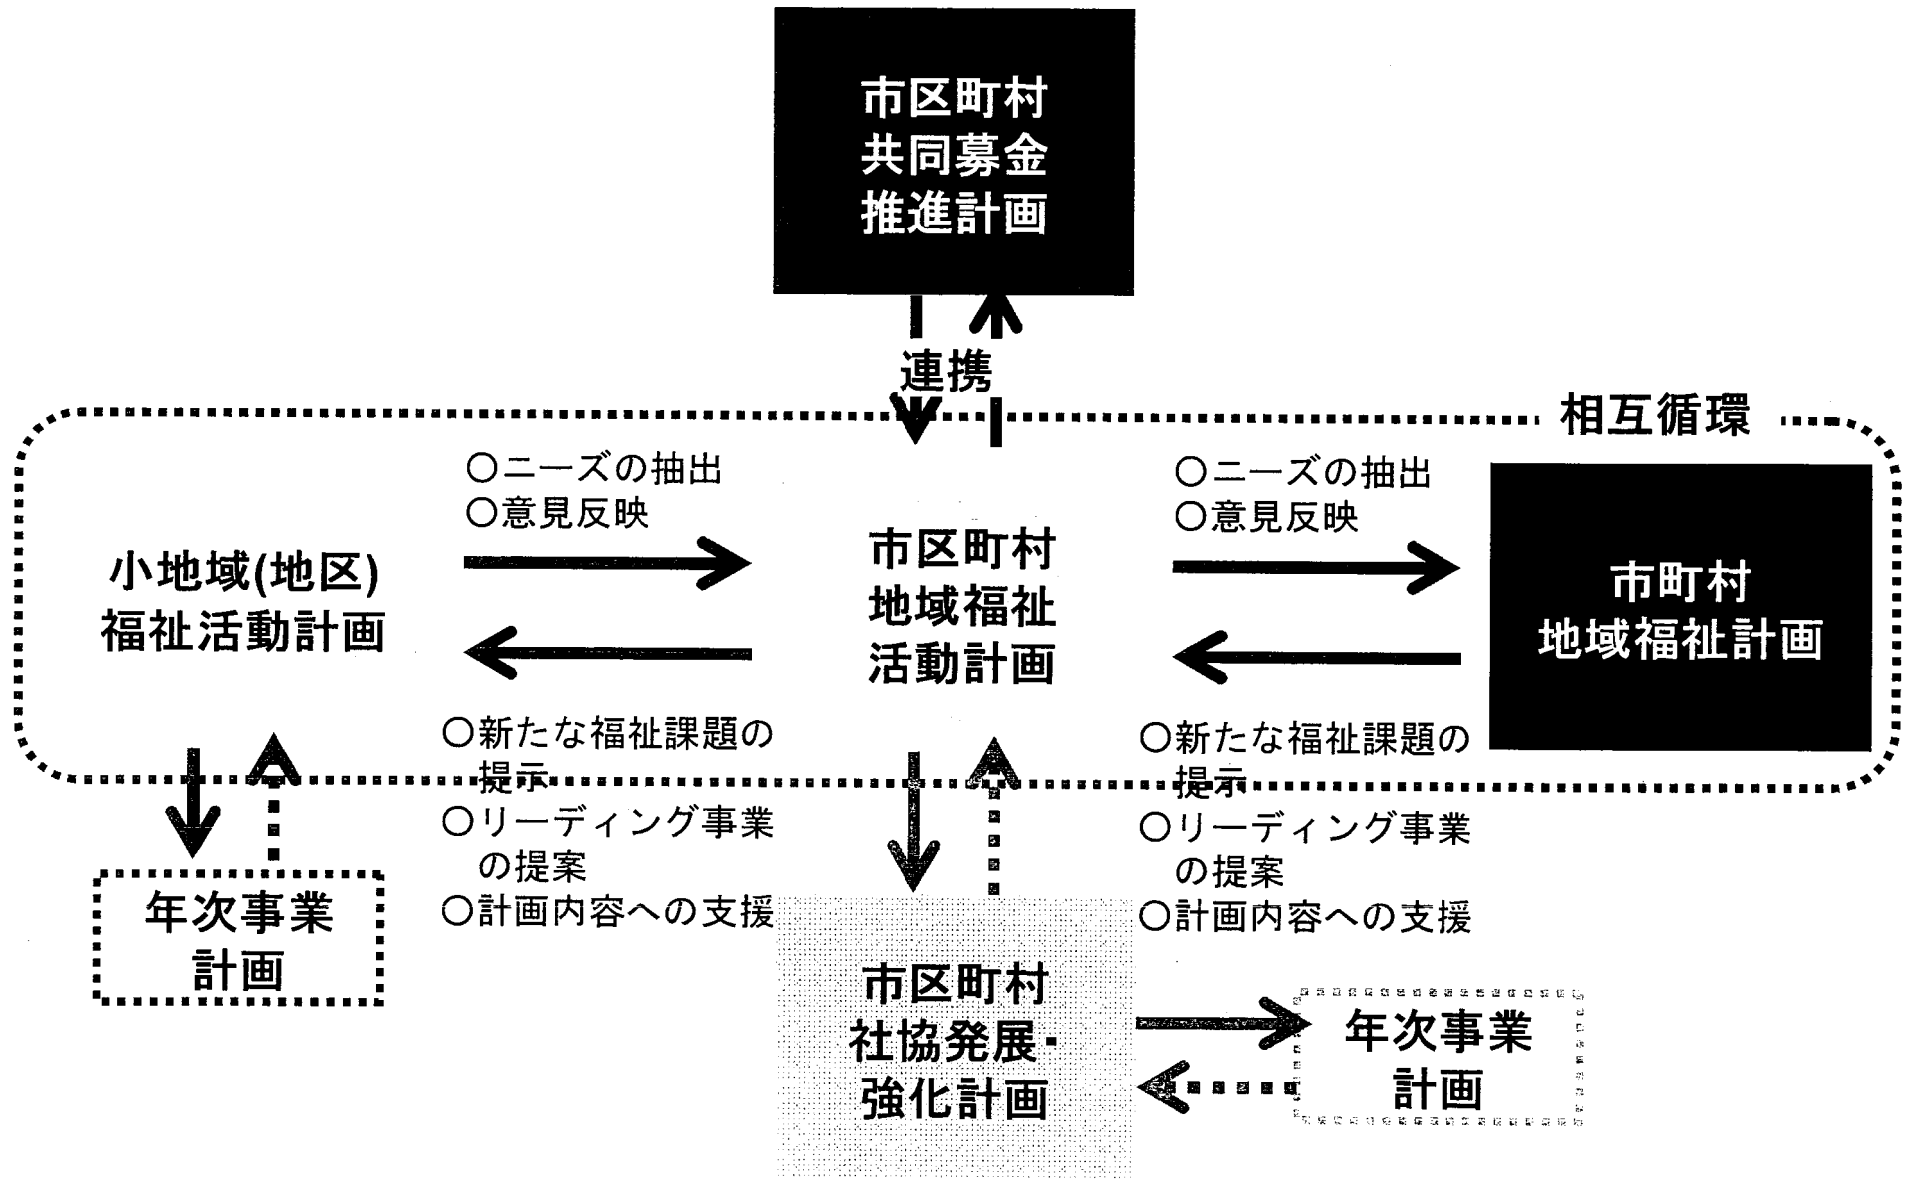 市区町村
共同募金
推進計画
連携
相互循環
○ニーズの抽出
○意見反映
○ニーズの抽出
○意見反映
小地域(地区)
福祉活動計画
市区町村
地域福祉
活動計画
市町村
地域福祉計画
○新たな福祉課題の
提示
○リーディング事業
の提案
○計画内容への支援
○新たな福祉課題の
提示
○リーディング事業
の提案
○計画内容への支援
年次事業
計画
市区町村
社協発展・
強化計画
年次事業
計画